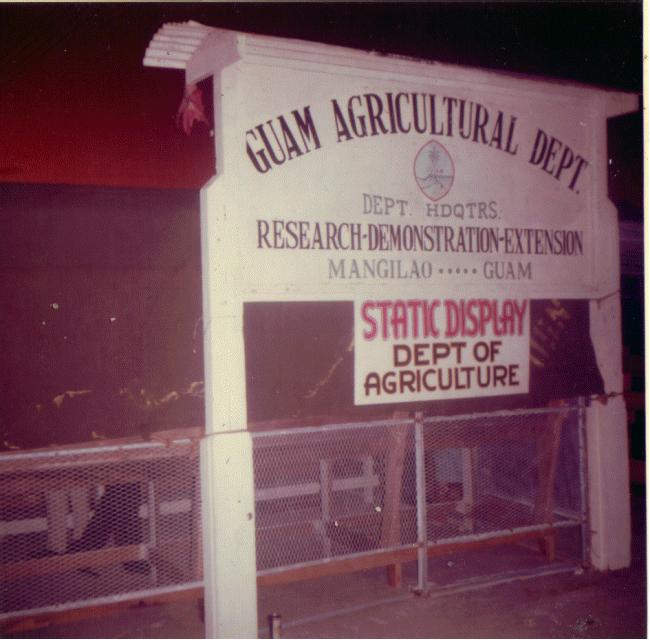 GUAM AGRICULTURAL DEPT.
DEPT. HDQTRS.
RESEARCH-DEMONSTRATION-EXTENSION
MANGILAO ••••• GUAM
STATIC DISPLAY
DEPT OF
AGRICULTURE